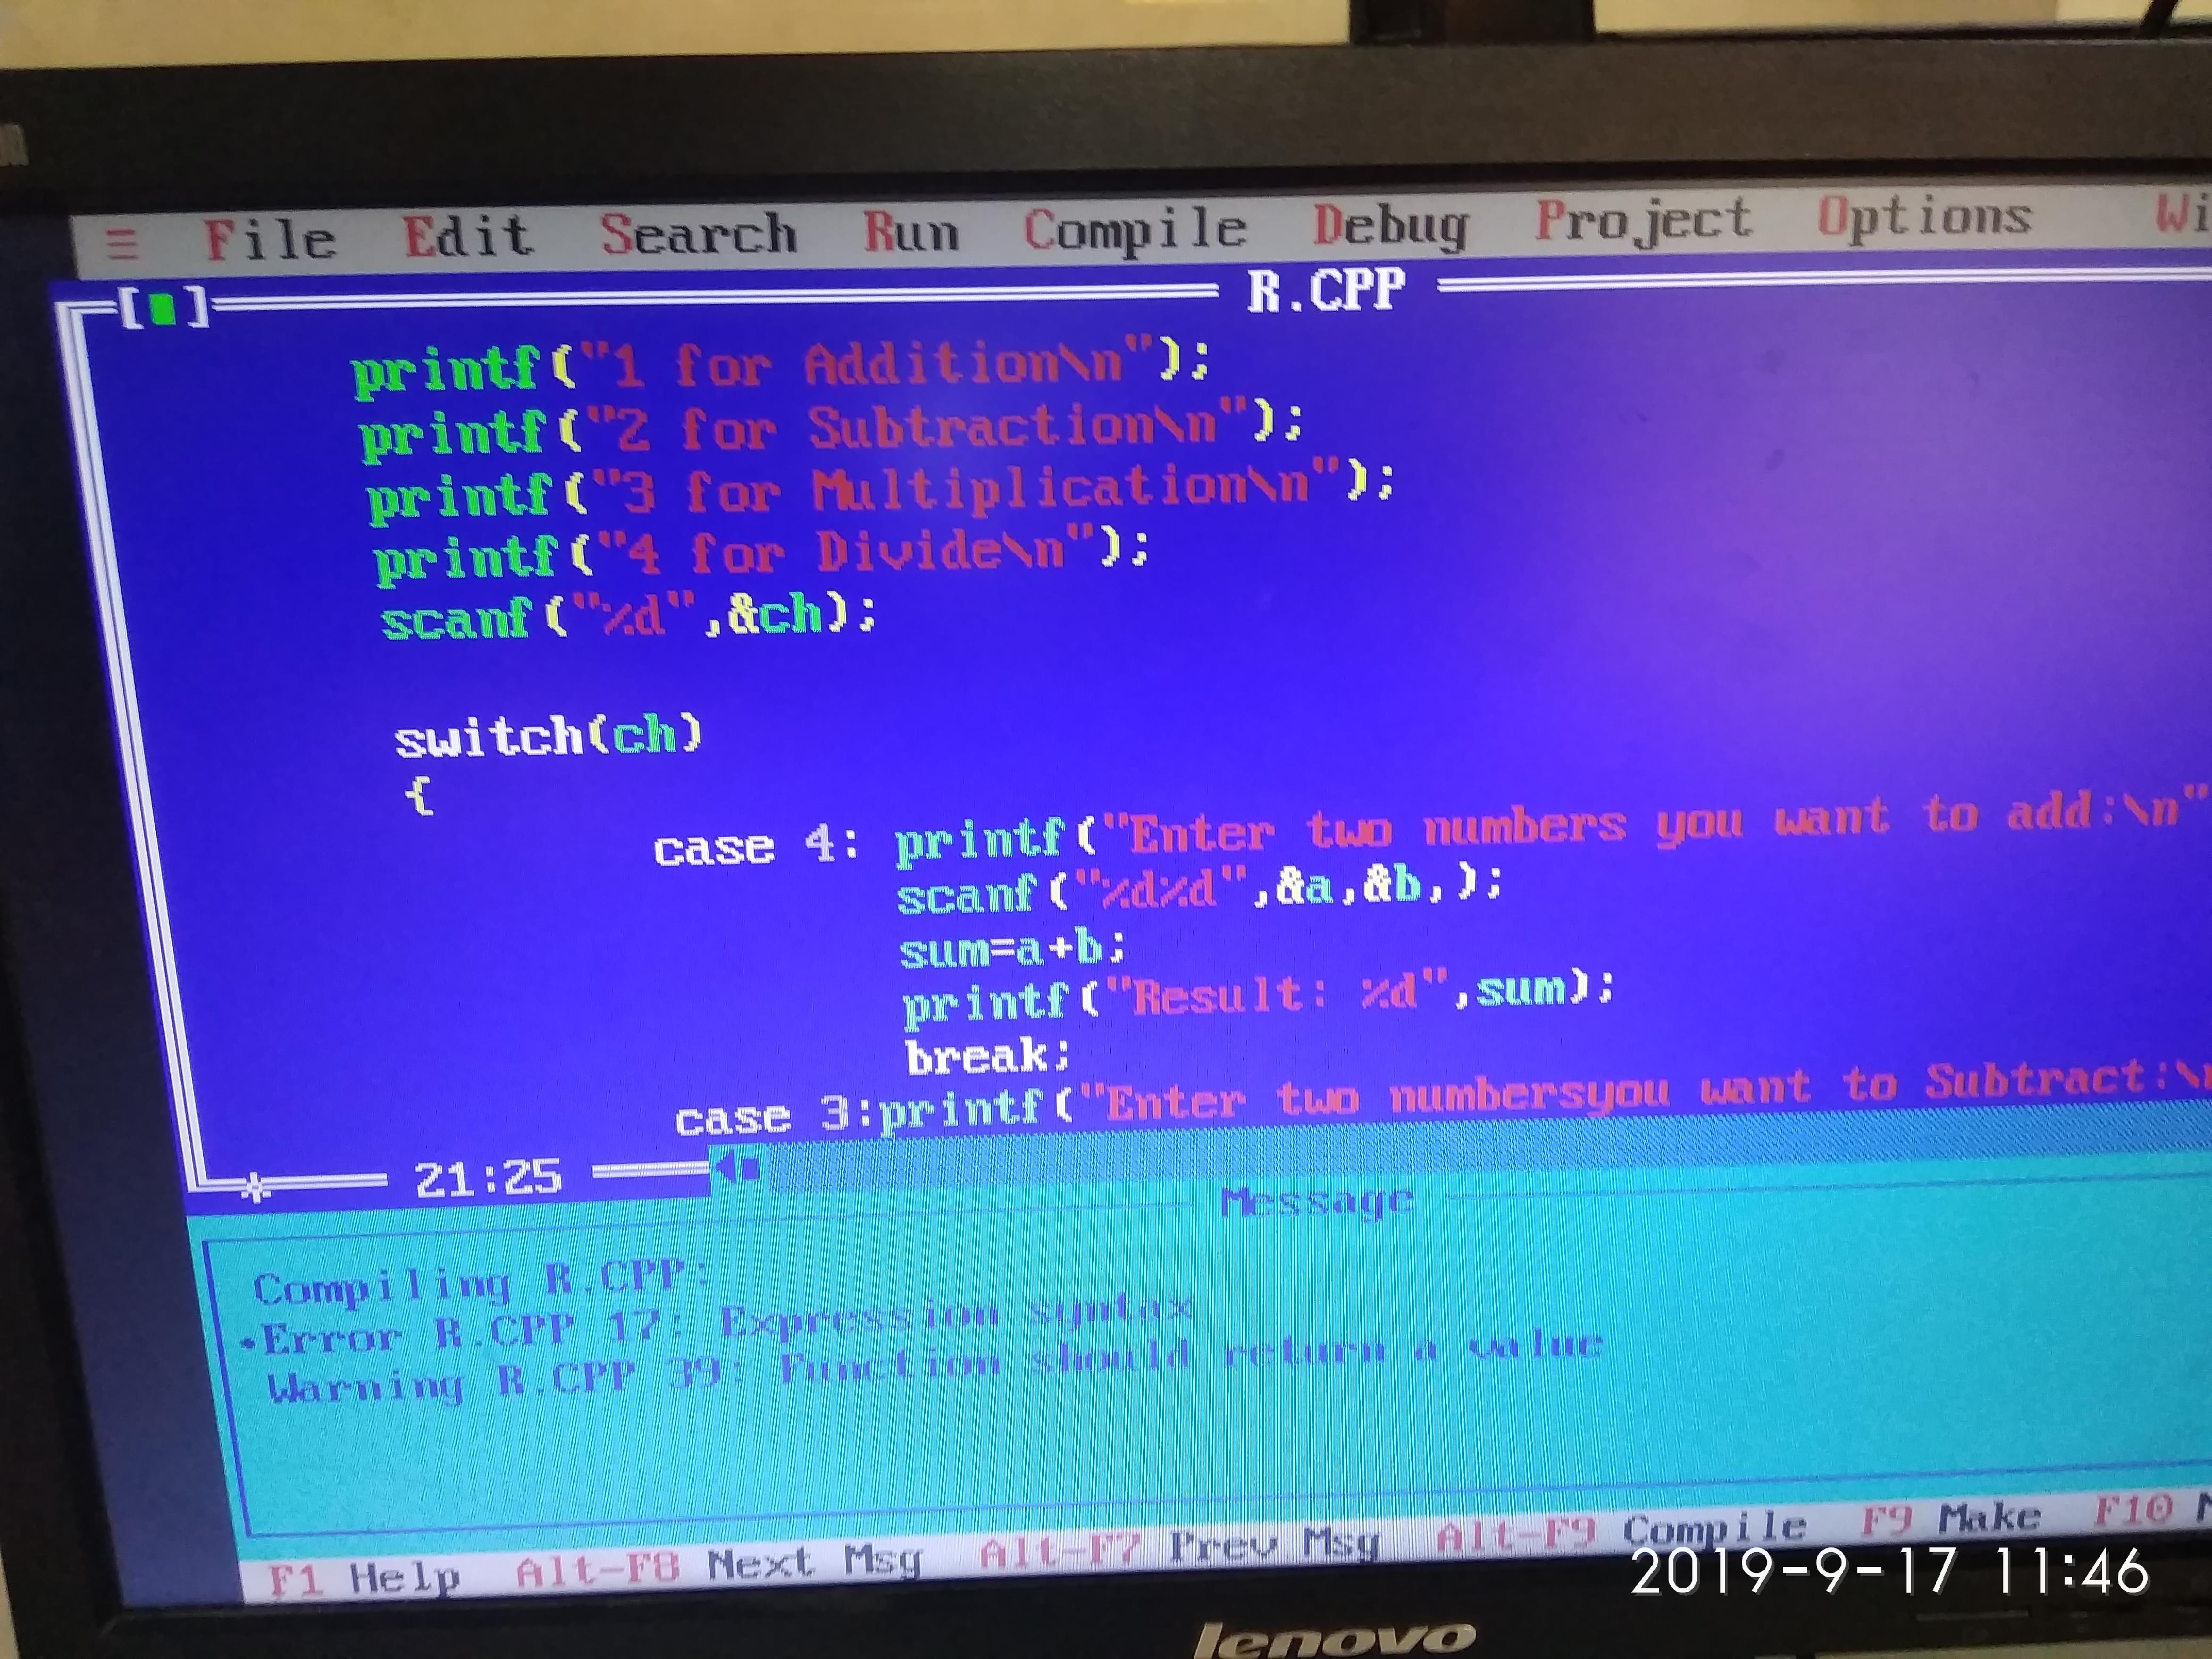 ≡ File Edit Search Run Compile Debug Project Options Wi
[■] R.CPP
printf("1 for Addition\n");
printf("2 for Subtraction\n");
printf("3 for Multiplication\n");
printf("4 for Divide\n");
scanf("%d",&ch);
switch(ch)
{
case 4: printf("Enter two numbers you want to add:\n"
scanf("%d%d",&a,&b,);
sum=a+b;
printf("Result: %d",sum);
break;
case 3:printf("Enter two numbersyou want to Subtract:\n
21:25
Message
Compiling R.CPP:
•Error R.CPP 17: Expression syntax
Warning R.CPP 39: Function should return a value
F1 Help Alt-F8 Next Msg Alt-F7 Prev Msg Alt-F9 Compile F9 Make F10
2019-9-17 11:46
lenovo